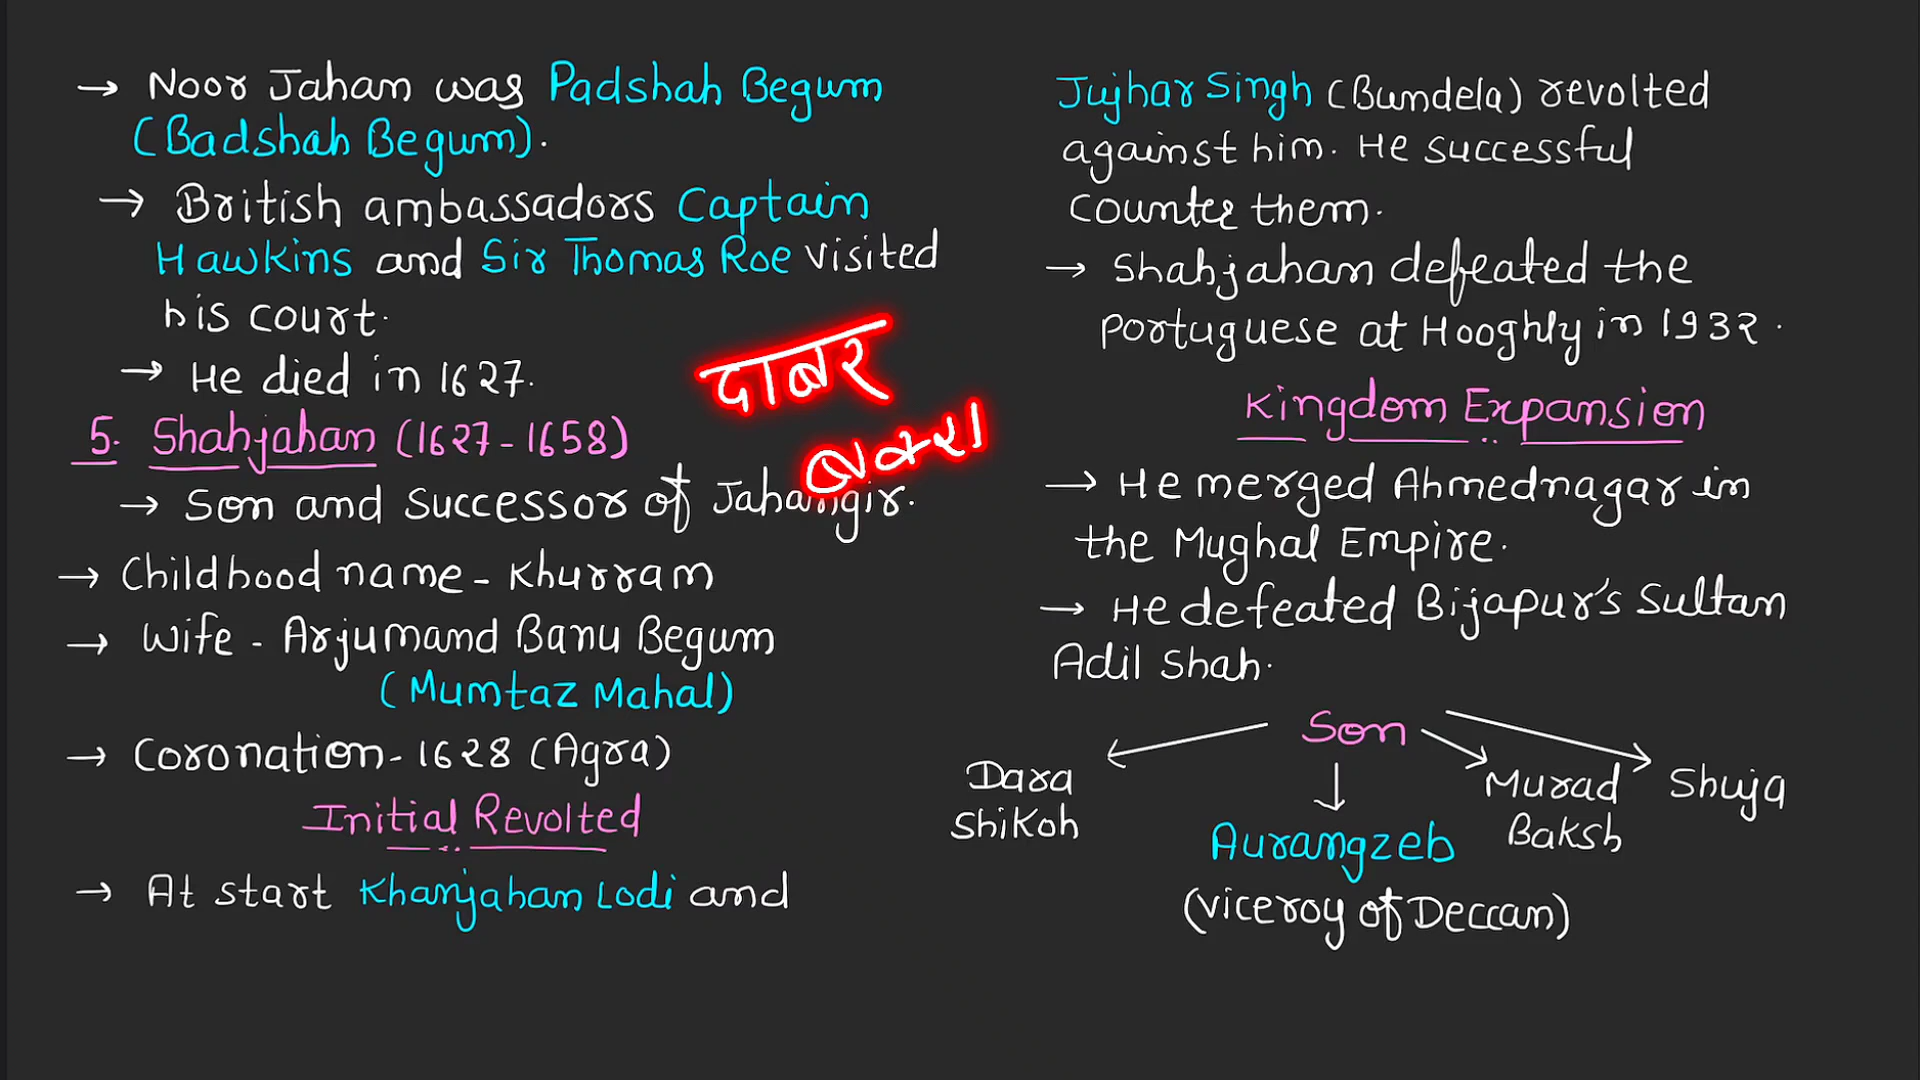 → Noor Jahan was Padshah Begum
(Badshah Begum).
→ British ambassadors Captain
Hawkins and Sir Thomas Roe visited
his court.
→ He died in 1627.
दाबर
बक्श।
5. Shahjahan (1627-1658)
→ Son and Successor of Jahangir.
→ Childhood name - Khurram
→ Wife - Arjumand Banu Begum
(Mumtaz Mahal)
→ Coronation - 1628 (Agra)
Initial Revolted
→ At start Khanjahan Lodi and
Jujhar Singh (Bundela) revolted
against him. He successful
counter them.
→ Shahjahan defeated the
portuguese at Hooghly in 1932.
Kingdom Expansion
→ He merged Ahmednagar in
the Mughal Empire.
→ He defeated Bijapur's Sultan
Adil Shah.
Son
Dara
Shikoh
Aurangzeb
(viceroy of Deccan)
Murad
Baksh
Shuja